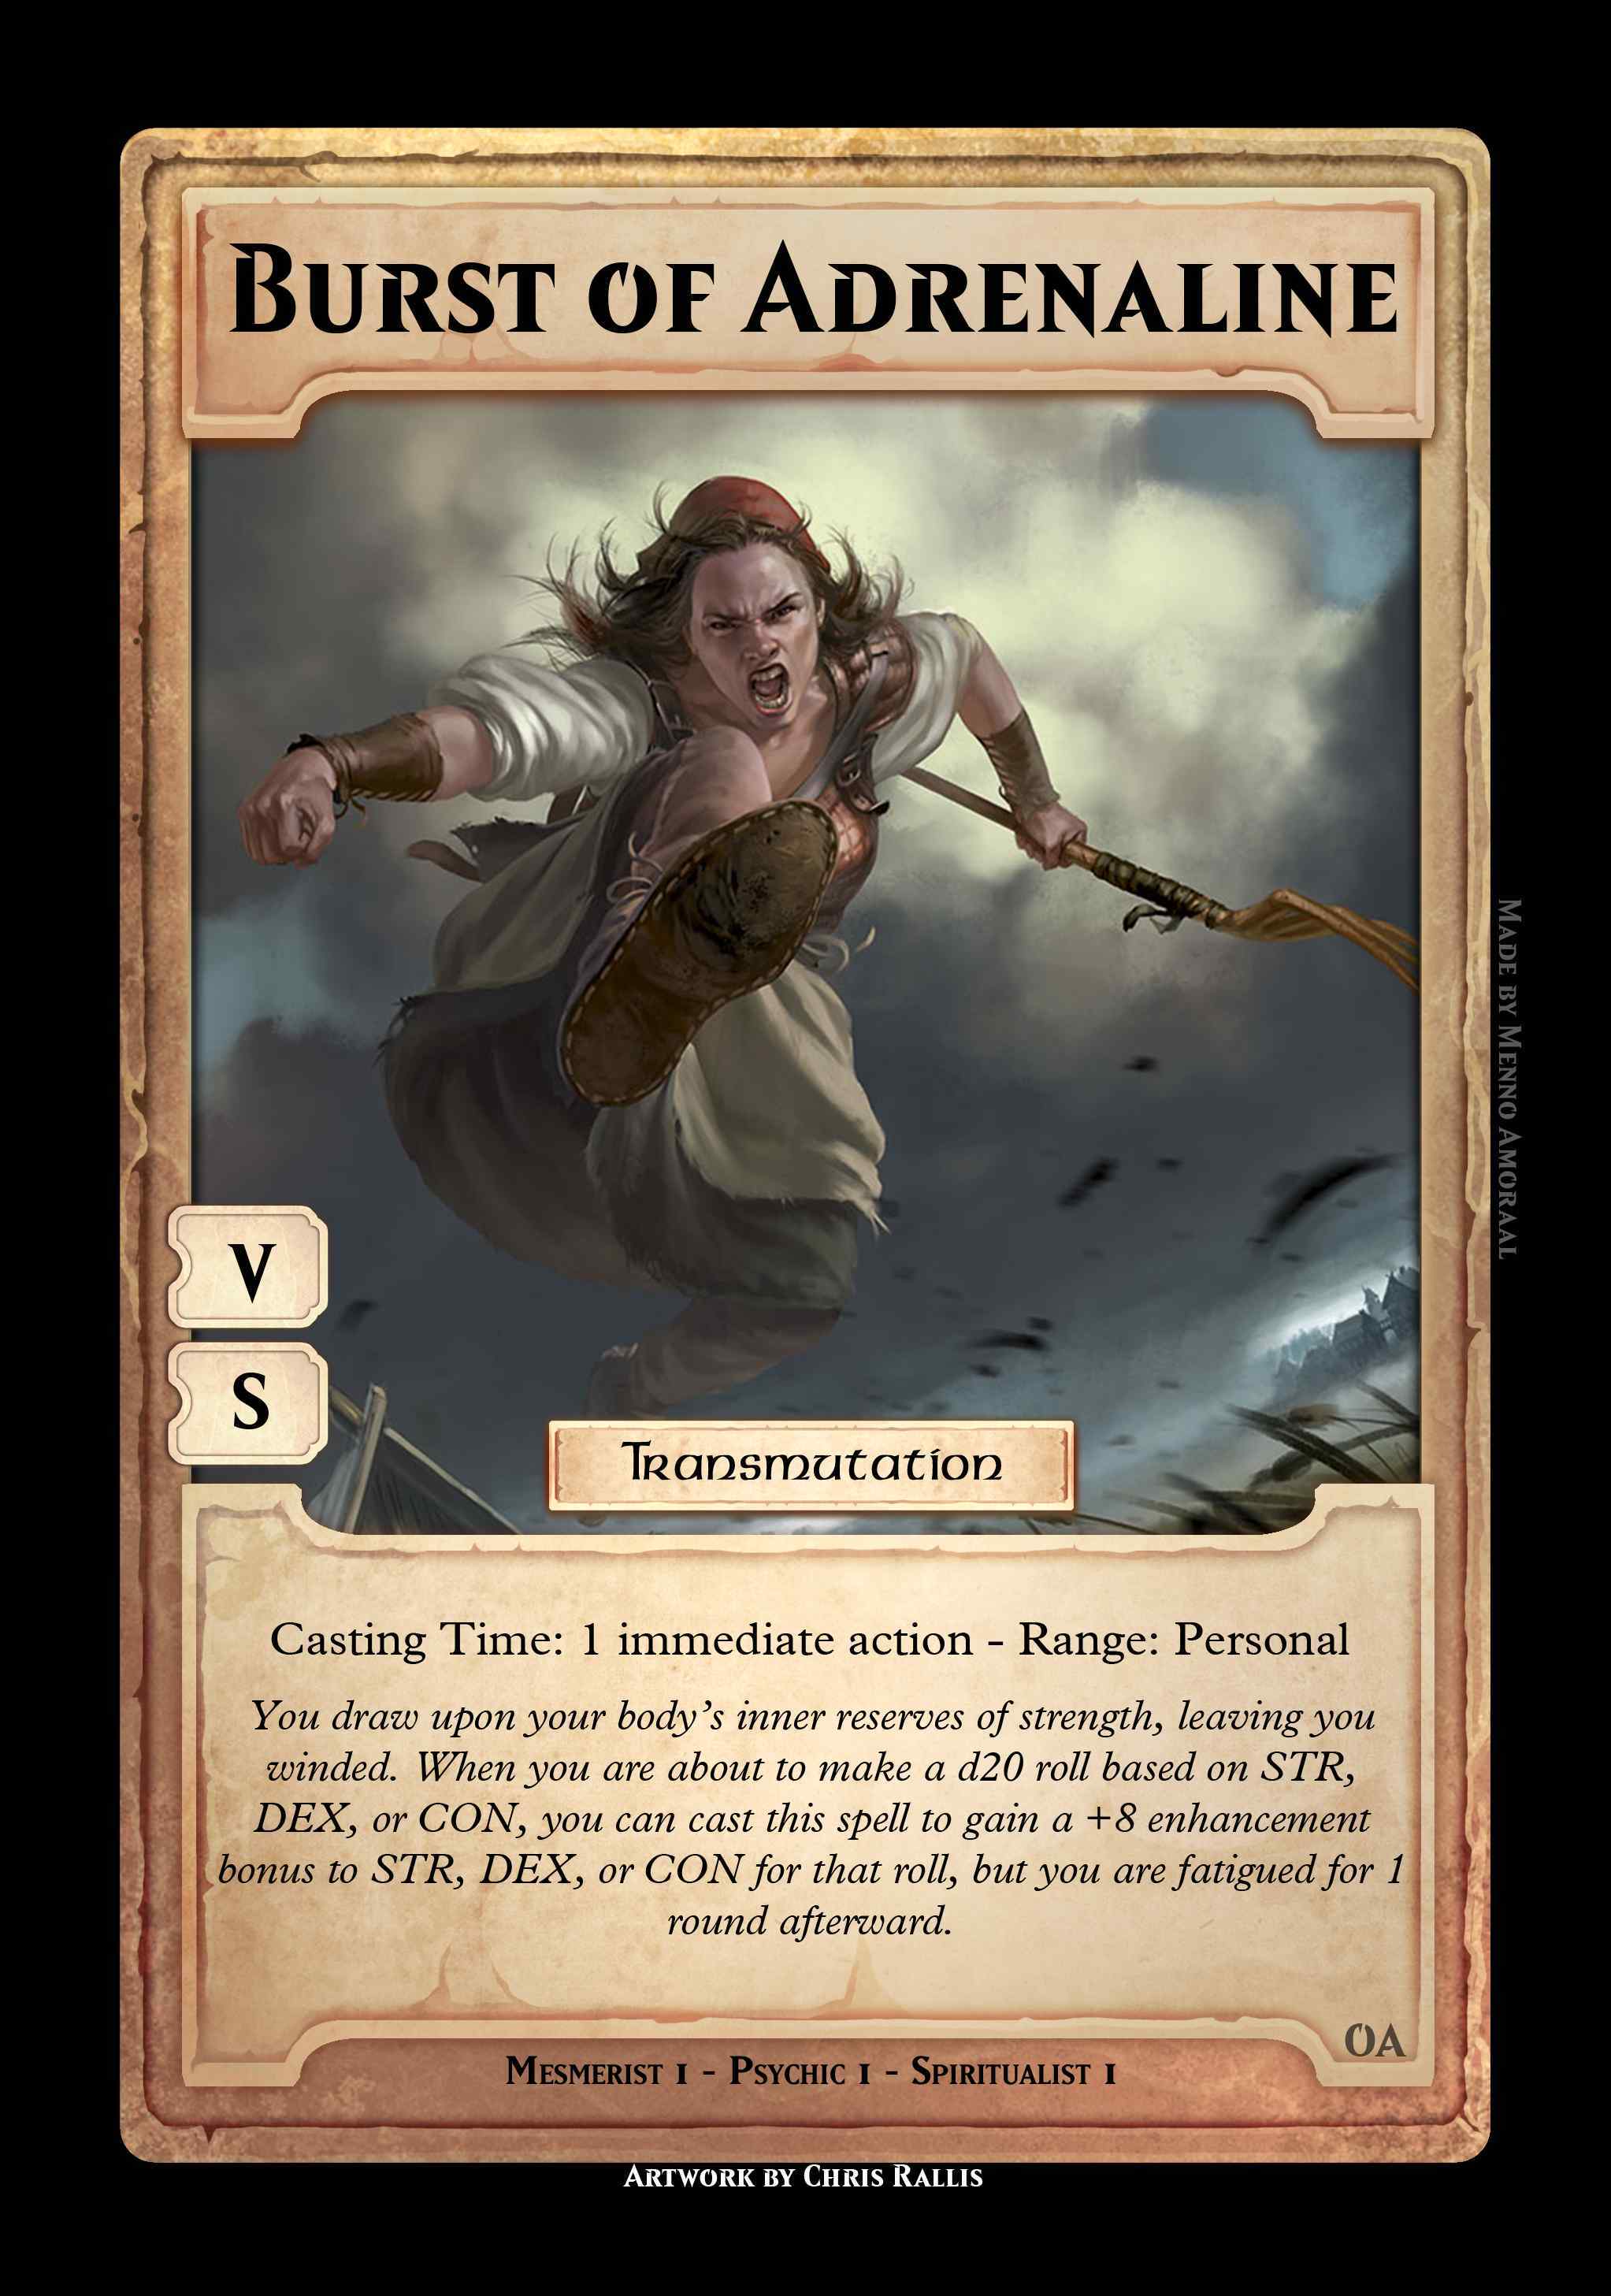 Burst of Adrenaline
V
S
Transmutation
Casting Time: 1 immediate action - Range: Personal
You draw upon your body's inner reserves of strength, leaving you
winded. When you are about to make a d20 roll based on STR,
DEX, or CON, you can cast this spell to gain a +8 enhancement
bonus to STR, DEX, or CON for that roll, but you are fatigued for 1
round afterward.
OA
Mesmerist 1 - Psychic 1 - Spiritualist 1
Artwork by Chris Rallis
Made by Menno Amoraal